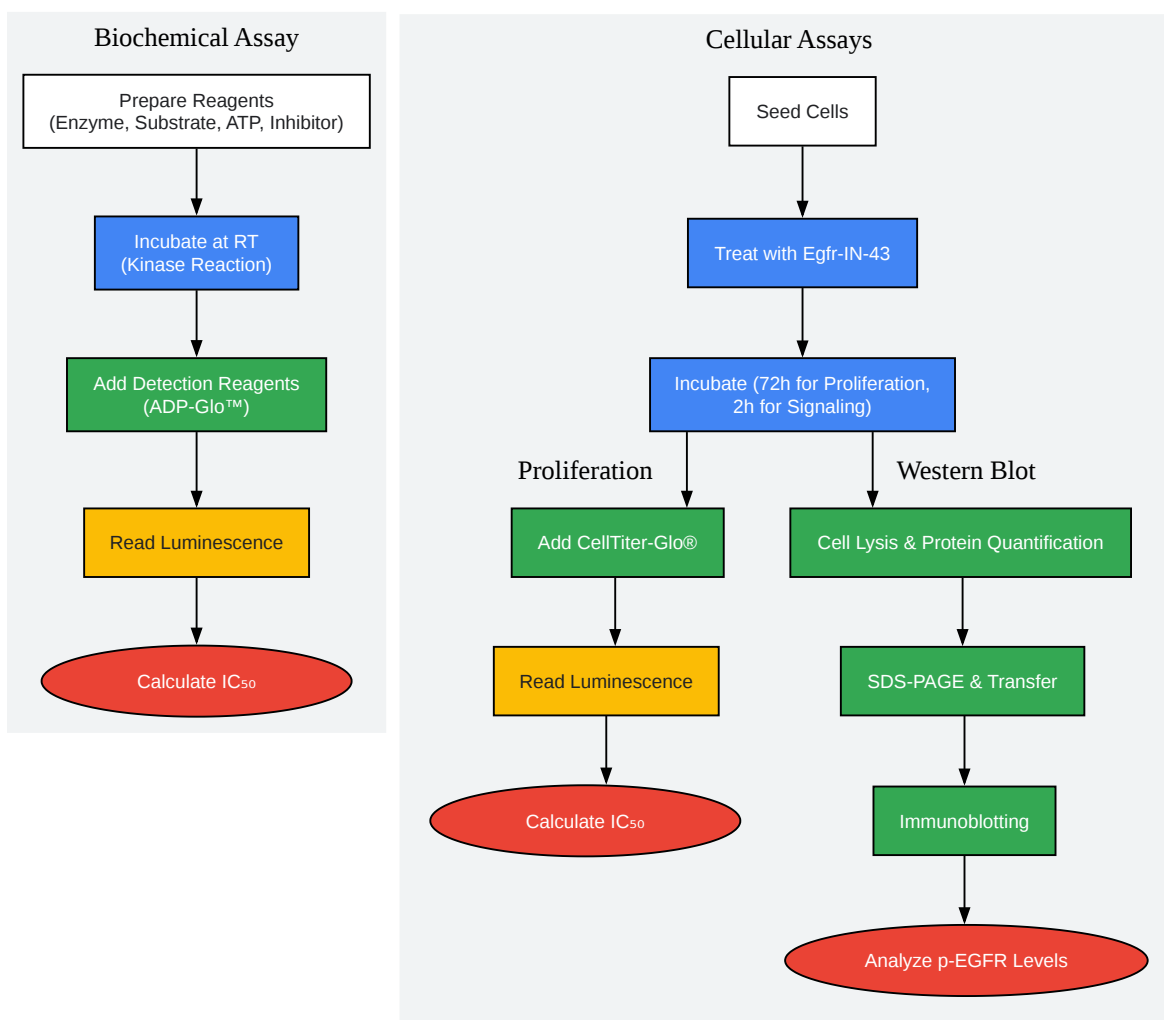 Biochemical Assay
Prepare Reagents
(Enzyme, Substrate, ATP, Inhibitor)
Incubate at RT
(Kinase Reaction)
Add Detection Reagents
(ADP-Glo™)
Read Luminescence
Calculate IC₅₀
Cellular Assays
Seed Cells
Treat with Egfr-IN-43
Incubate (72h for Proliferation,
2h for Signaling)
Proliferation
Add CellTiter-Glo®
Read Luminescence
Calculate IC₅₀
Western Blot
Cell Lysis & Protein Quantification
SDS-PAGE & Transfer
Immunoblotting
Analyze p-EGFR Levels